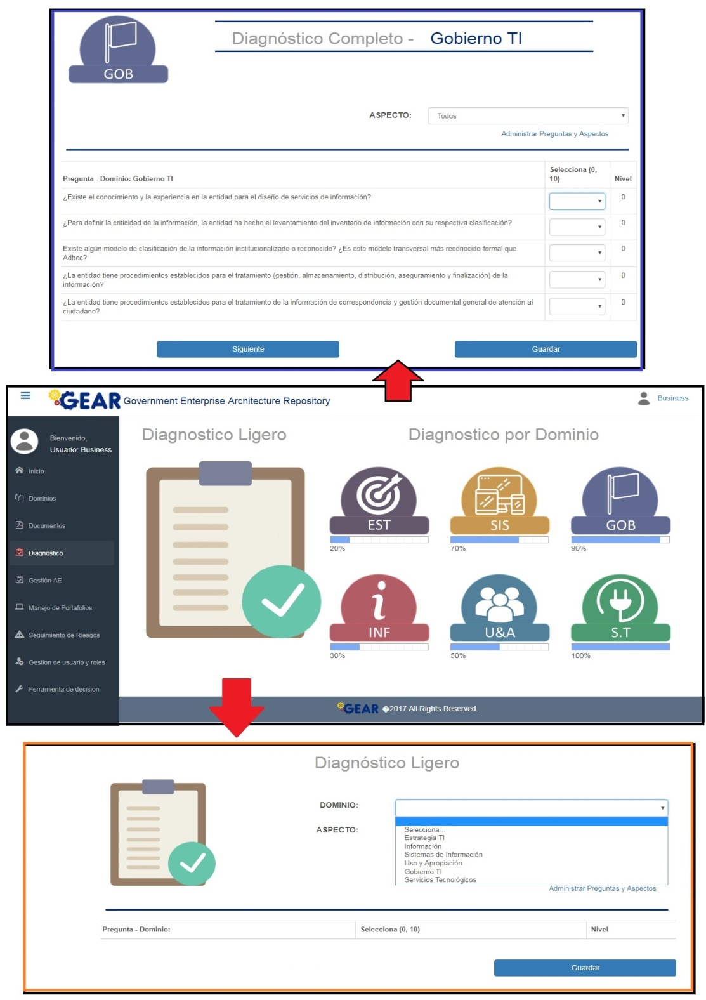 GOB
Diagnóstico Completo - Gobierno TI
ASPECTO: Todos
Administrar Preguntas y Aspectos
Pregunta - Dominio: Gobierno TI
Selecciona (0,
10)
Nivel
¿Existe el conocimiento y la experiencia en la entidad para el diseño de servicios de información?
0
¿Para definir la criticidad de la información, la entidad ha hecho el levantamiento del inventario de información con su respectiva clasificación?
0
Existe algún modelo de clasificación de la información institucionalizado o reconocido? ¿Es este modelo transversal más reconocido-formal que
Adhoc?
0
¿La entidad tiene procedimientos establecidos para el tratamiento (gestión, almacenamiento, distribución, aseguramiento y finalización) de la
información?
0
¿La entidad tiene procedimientos establecidos para el tratamiento de la información de correspondencia y gestión documental general de atención al
ciudadano?
0
Siguiente
Guardar
GEAR Government Enterprise Architecture Repository
Business
Bienvenido,
Usuario: Business
Inicio
Dominios
Documentos
Diagnostico
Gestión AE
Manejo de Portafolios
Seguimiento de Riesgos
Gestion de usuario y roles
Herramienta de decision
Diagnostico Ligero
Diagnostico por Dominio
EST
20%
SIS
70%
GOB
90%
INF
30%
U&A
50%
S.T
100%
GEAR �2017 All Rights Reserved.
Diagnóstico Ligero
DOMINIO:
ASPECTO:
Selecciona...
Estrategia TI
Información
Sistemas de Información
Uso y Apropiación
Gobierno TI
Servicios Tecnológicos
Administrar Preguntas y Aspectos
Pregunta - Dominio:
Selecciona (0, 10)
Nivel
Guardar